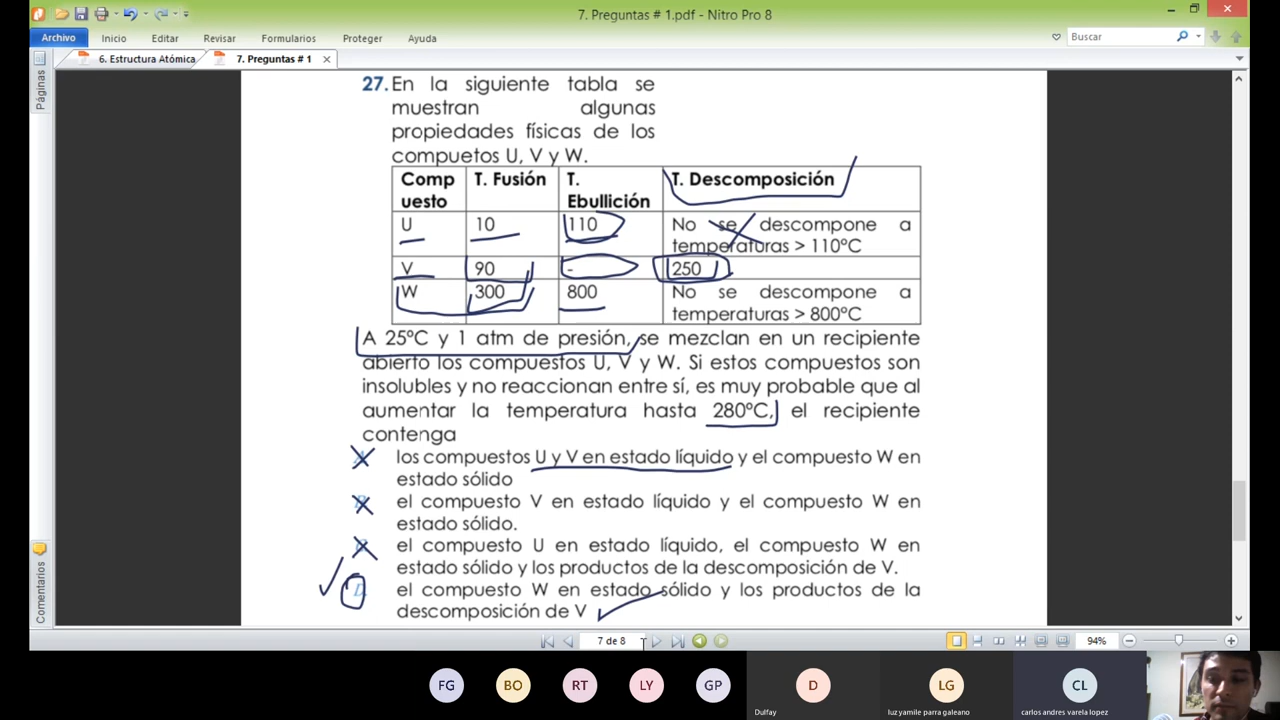 7. Preguntas # 1.pdf - Nitro Pro 8
Archivo Inicio Editar Revisar Formularios Proteger Ayuda Buscar
6. Estructura Atómica 7. Preguntas # 1
Páginas
27. En la siguiente tabla se
muestran algunas
propiedades físicas de los
compuetos U, V y W.
Comp T. Fusión T. T. Descomposición
uesto Ebullición
U 10 110 No se descompone a
temperaturas > 110ºC
V 90 - 250
W 300 800 No se descompone a
temperaturas > 800ºC
A 25ºC y 1 atm de presión, se mezclan en un recipiente
abierto los compuestos U, V y W. Si estos compuestos son
insolubles y no reaccionan entre sí, es muy probable que al
aumentar la temperatura hasta 280ºC, el recipiente
contenga
los compuestos U y V en estado líquido y el compuesto W en
estado sólido
el compuesto V en estado líquido y el compuesto W en
estado sólido.
el compuesto U en estado líquido, el compuesto W en
estado sólido y los productos de la descomposición de V.
el compuesto W en estado sólido y los productos de la
descomposición de V
Comentarios
7 de 8 94%
FG BO RT LY GP D LG CL
Dulfay luz yamile parra galeano carlos andres varela lopez